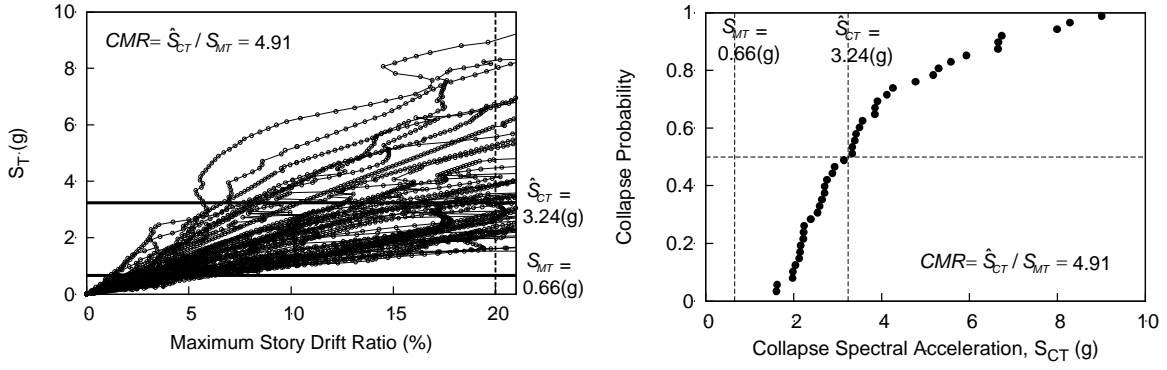 CMR= Ŝ_CT / S_MT = 4.91
10
8
6
4
2
0
S_T (g)
0
5
10
15
20
Maximum Story Drift Ratio (%)
Ŝ_CT =
3.24(g)
S_MT =
0.66(g)
S_MT =
0.66(g)
Ŝ_CT =
3.24(g)
1
0.8
0.6
0.4
0.2
0
Collapse Probability
CMR= Ŝ_CT / S_MT = 4.91
0
2
4
6
8
10
Collapse Spectral Acceleration, S_CT (g)